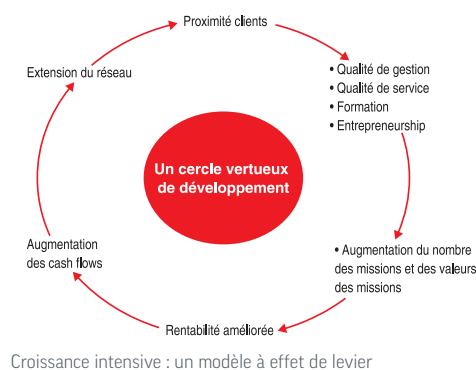 Proximité clients
• Qualité de gestion
• Qualité de service
• Formation
• Entrepreneurship
• Augmentation du nombre
des missions et des valeurs
des missions
Rentabilité améliorée
Augmentation
des cash flows
Extension du réseau
Un cercle vertueux
de développement
Croissance intensive : un modèle à effet de levier